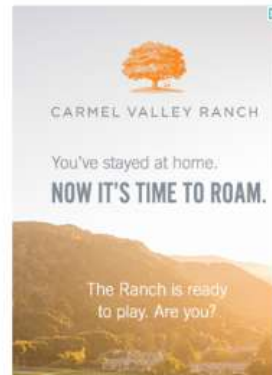 CARMEL VALLEY RANCH
You've stayed at home.
NOW IT'S TIME TO ROAM.
The Ranch is ready
to play. Are you?